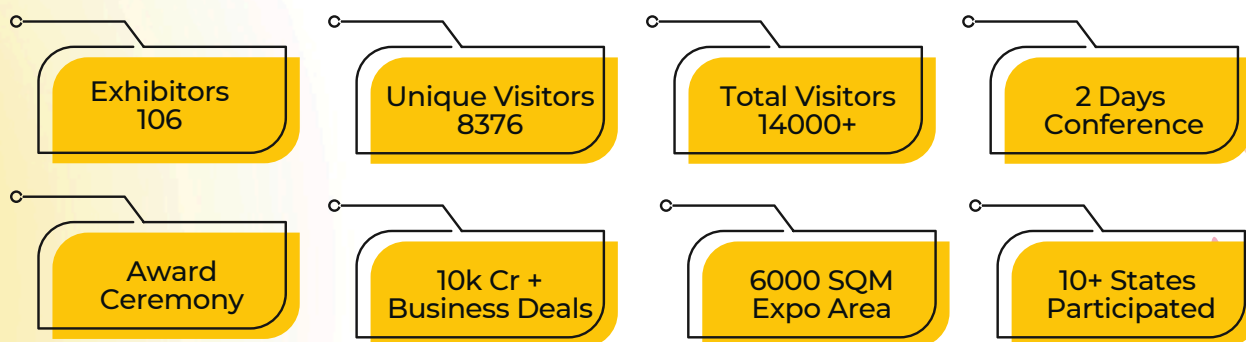 Exhibitors
106
Unique Visitors
8376
Total Visitors
14000+
2 Days
Conference
Award
Ceremony
10k Cr +
Business Deals
6000 SQM
Expo Area
10+ States
Participated